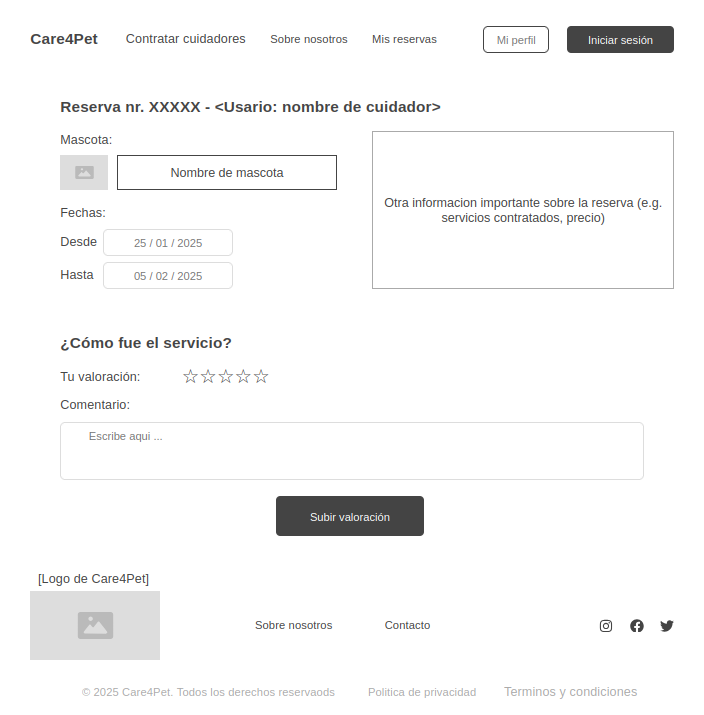 Care4Pet
Contratar cuidadores
Sobre nosotros
Mis reservas
Mi perfil
Iniciar sesión
Reserva nr. XXXXX - <Usario: nombre de cuidador>
Mascota:
Nombre de mascota
Fechas:
Desde
25 / 01 / 2025
Hasta
05 / 02 / 2025
Otra informacion importante sobre la reserva (e.g.
servicios contratados, precio)
¿Cómo fue el servicio?
Tu valoración:
Comentario:
Escribe aqui ...
Subir valoración
[Logo de Care4Pet]
Sobre nosotros
Contacto
© 2025 Care4Pet. Todos los derechos reservaods
Politica de privacidad
Terminos y condiciones